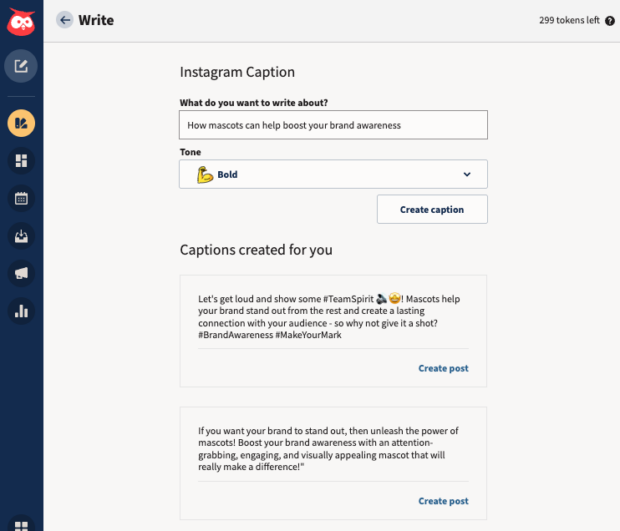 Write
299 tokens left
Instagram Caption
What do you want to write about?
How mascots can help boost your brand awareness
Tone
Bold
Create caption
Captions created for you
Let's get loud and show some #TeamSpirit 🔊🤩! Mascots help
your brand stand out from the rest and create a lasting
connection with your audience - so why not give it a shot?
#BrandAwareness #MakeYourMark
Create post
If you want your brand to stand out, then unleash the power of
mascots! Boost your brand awareness with an attention-
grabbing, engaging, and visually appealing mascot that will
really make a difference!"
Create post